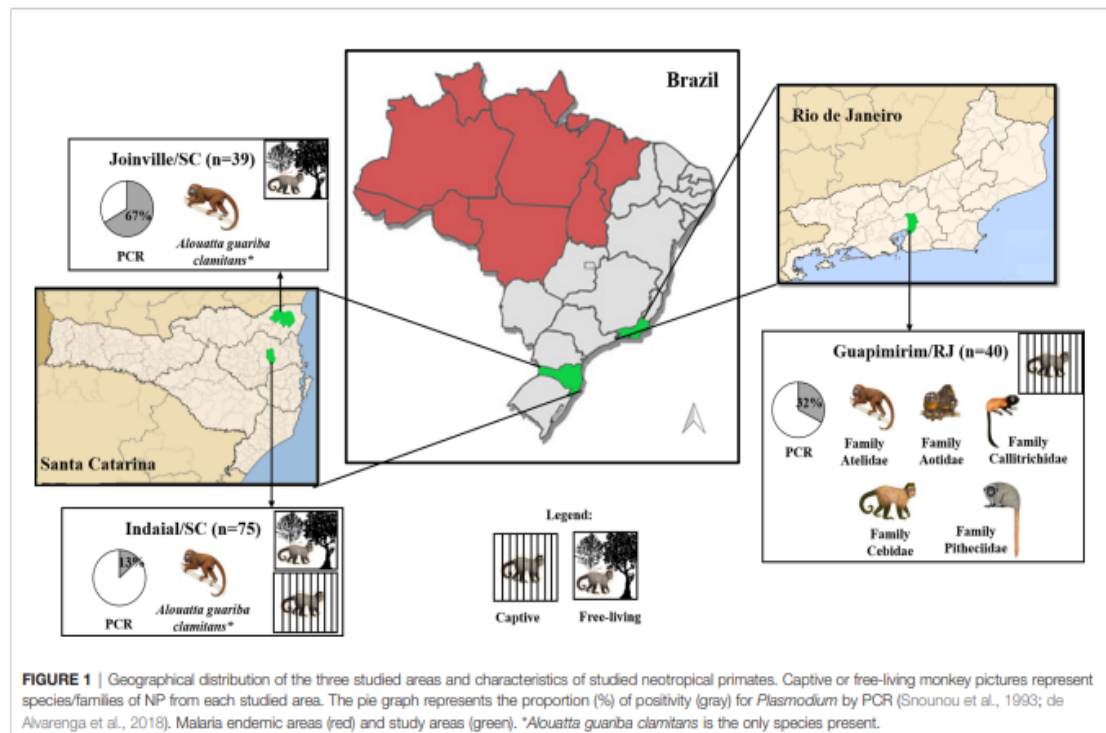 Brazil
Rio de Janeiro
Joinville/SC (n=39)
67%
PCR
Alouatta guariba
clamitans*
Santa Catarina
Guapimirim/RJ (n=40)
32%
PCR
Family
Atelidae
Family
Aotidae
Family
Callitrichidae
Family
Cebidae
Family
Pitheciidae
Indaial/SC (n=75)
13%
PCR
Alouatta guariba
clamitans*
Legend:
Captive
Free-living
FIGURE 1 | Geographical distribution of the three studied areas and characteristics of studied neotropical primates. Captive or free-living monkey pictures represent
species/families of NP from each studied area. The pie graph represents the proportion (%) of positivity (gray) for Plasmodium by PCR (Snounou et al., 1993; de
Alvarenga et al., 2018). Malaria endemic areas (red) and study areas (green). *Alouatta guariba clamitans is the only species present.